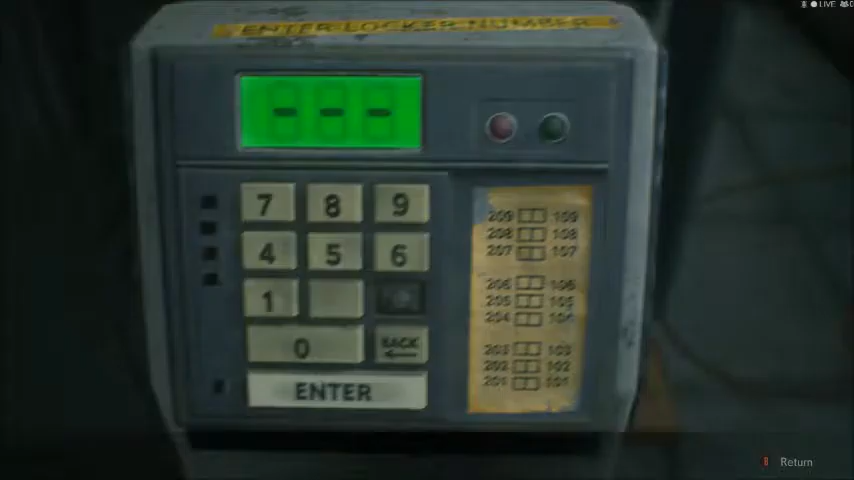 LIVE
ENTER LOCKER NUMBER
- - -
7 8 9
4 5 6
1
0 BACK
ENTER
209 109
208 108
207 107
206 106
205 105
204 104
203 103
202 102
201 101
Return